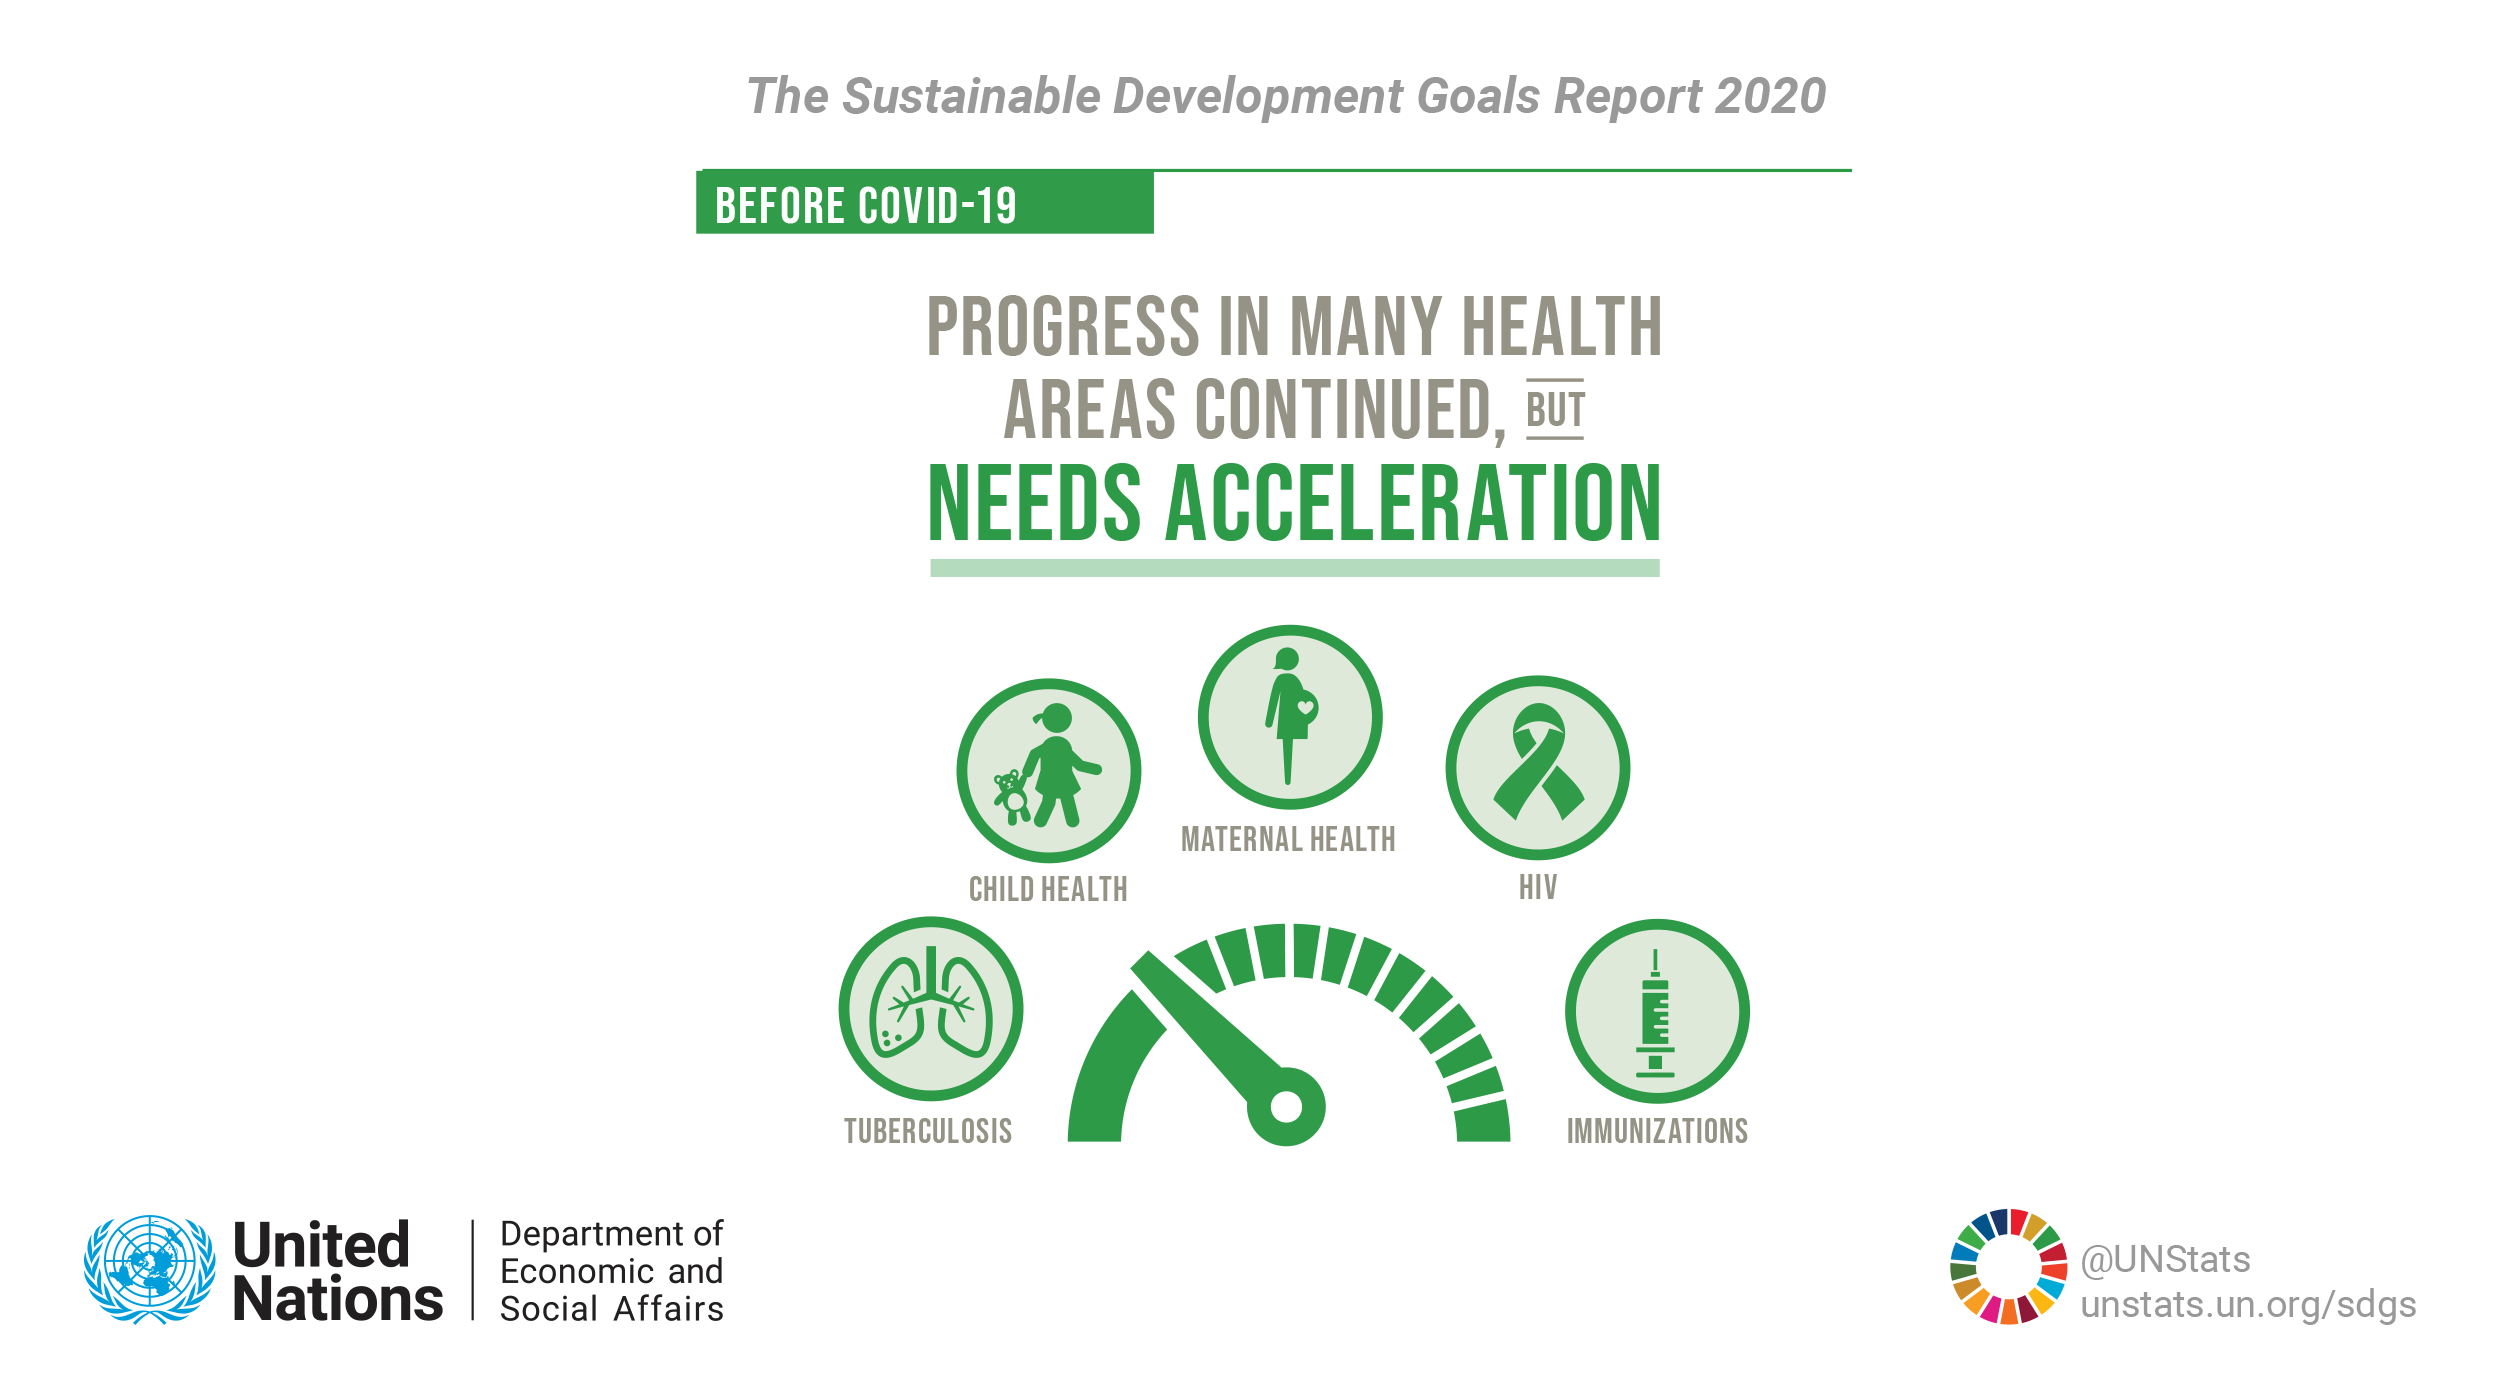 The Sustainable Development Goals Report 2020
BEFORE COVID-19
PROGRESS IN MANY HEALTH
AREAS CONTINUED, BUT
NEEDS ACCELERATION
MATERNAL HEALTH
CHILD HEALTH
HIV
TUBERCULOSIS
IMMUNIZATIONS
United
Nations
Department of
Economic and
Social Affairs
@UNStats
unstats.un.org/sdgs